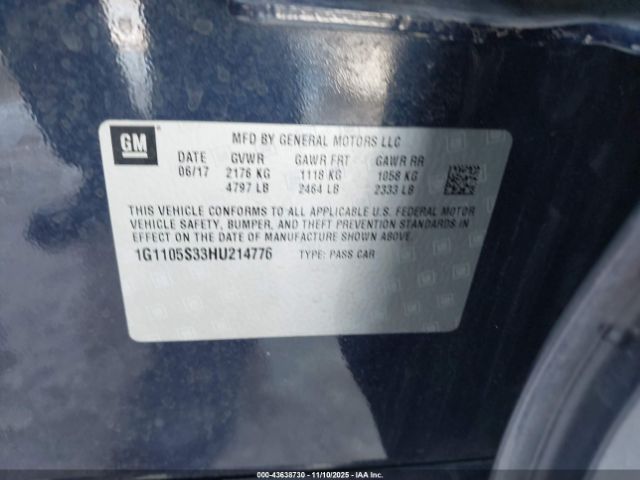 GM
MFD BY GENERAL MOTORS LLC
DATE GVWR GAWR FRT GAWR RR
06/17 2176 KG 1118 KG 1058 KG
4797 LB 2464 LB 2333 LB
THIS VEHICLE CONFORMS TO ALL APPLICABLE U.S. FEDERAL MOTOR
VEHICLE SAFETY, BUMPER, AND THEFT PREVENTION STANDARDS IN
EFFECT ON THE DATE OF MANUFACTURE SHOWN ABOVE.
1G1105S33HU214776 TYPE: PASS CAR
© IAA-43638730 - 11/10/2025 - IAAI.COM